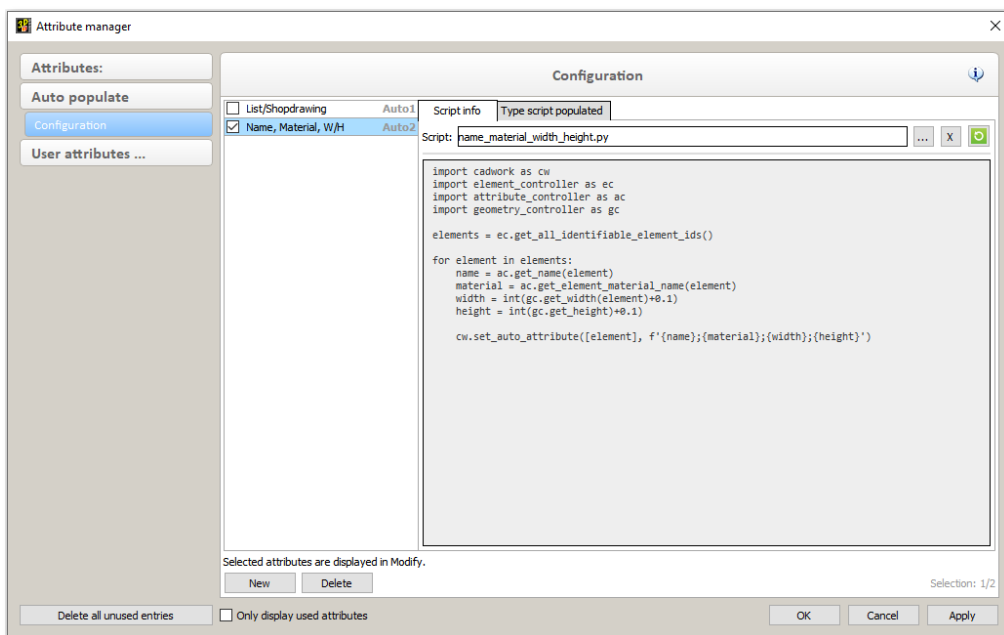 Attribute manager
Attributes:
Auto populate
Configuration
User attributes ...
Configuration
List/Shopdrawing Auto1
Name, Material, W/H Auto2
Script info Type script populated
Script: name_material_width_height.py ... X
import cadwork as cw
import element_controller as ec
import attribute_controller as ac
import geometry_controller as gc
elements = ec.get_all_identifiable_element_ids()
for element in elements:
name = ac.get_name(element)
material = ac.get_element_material_name(element)
width = int(gc.get_width(element)+0.1)
height = int(gc.get_height)+0.1)
cw.set_auto_attribute([element], f'{name};{material};{width};{height}')
Selected attributes are displayed in Modify.
New Delete Selection: 1/2
Delete all unused entries Only display used attributes OK Cancel Apply